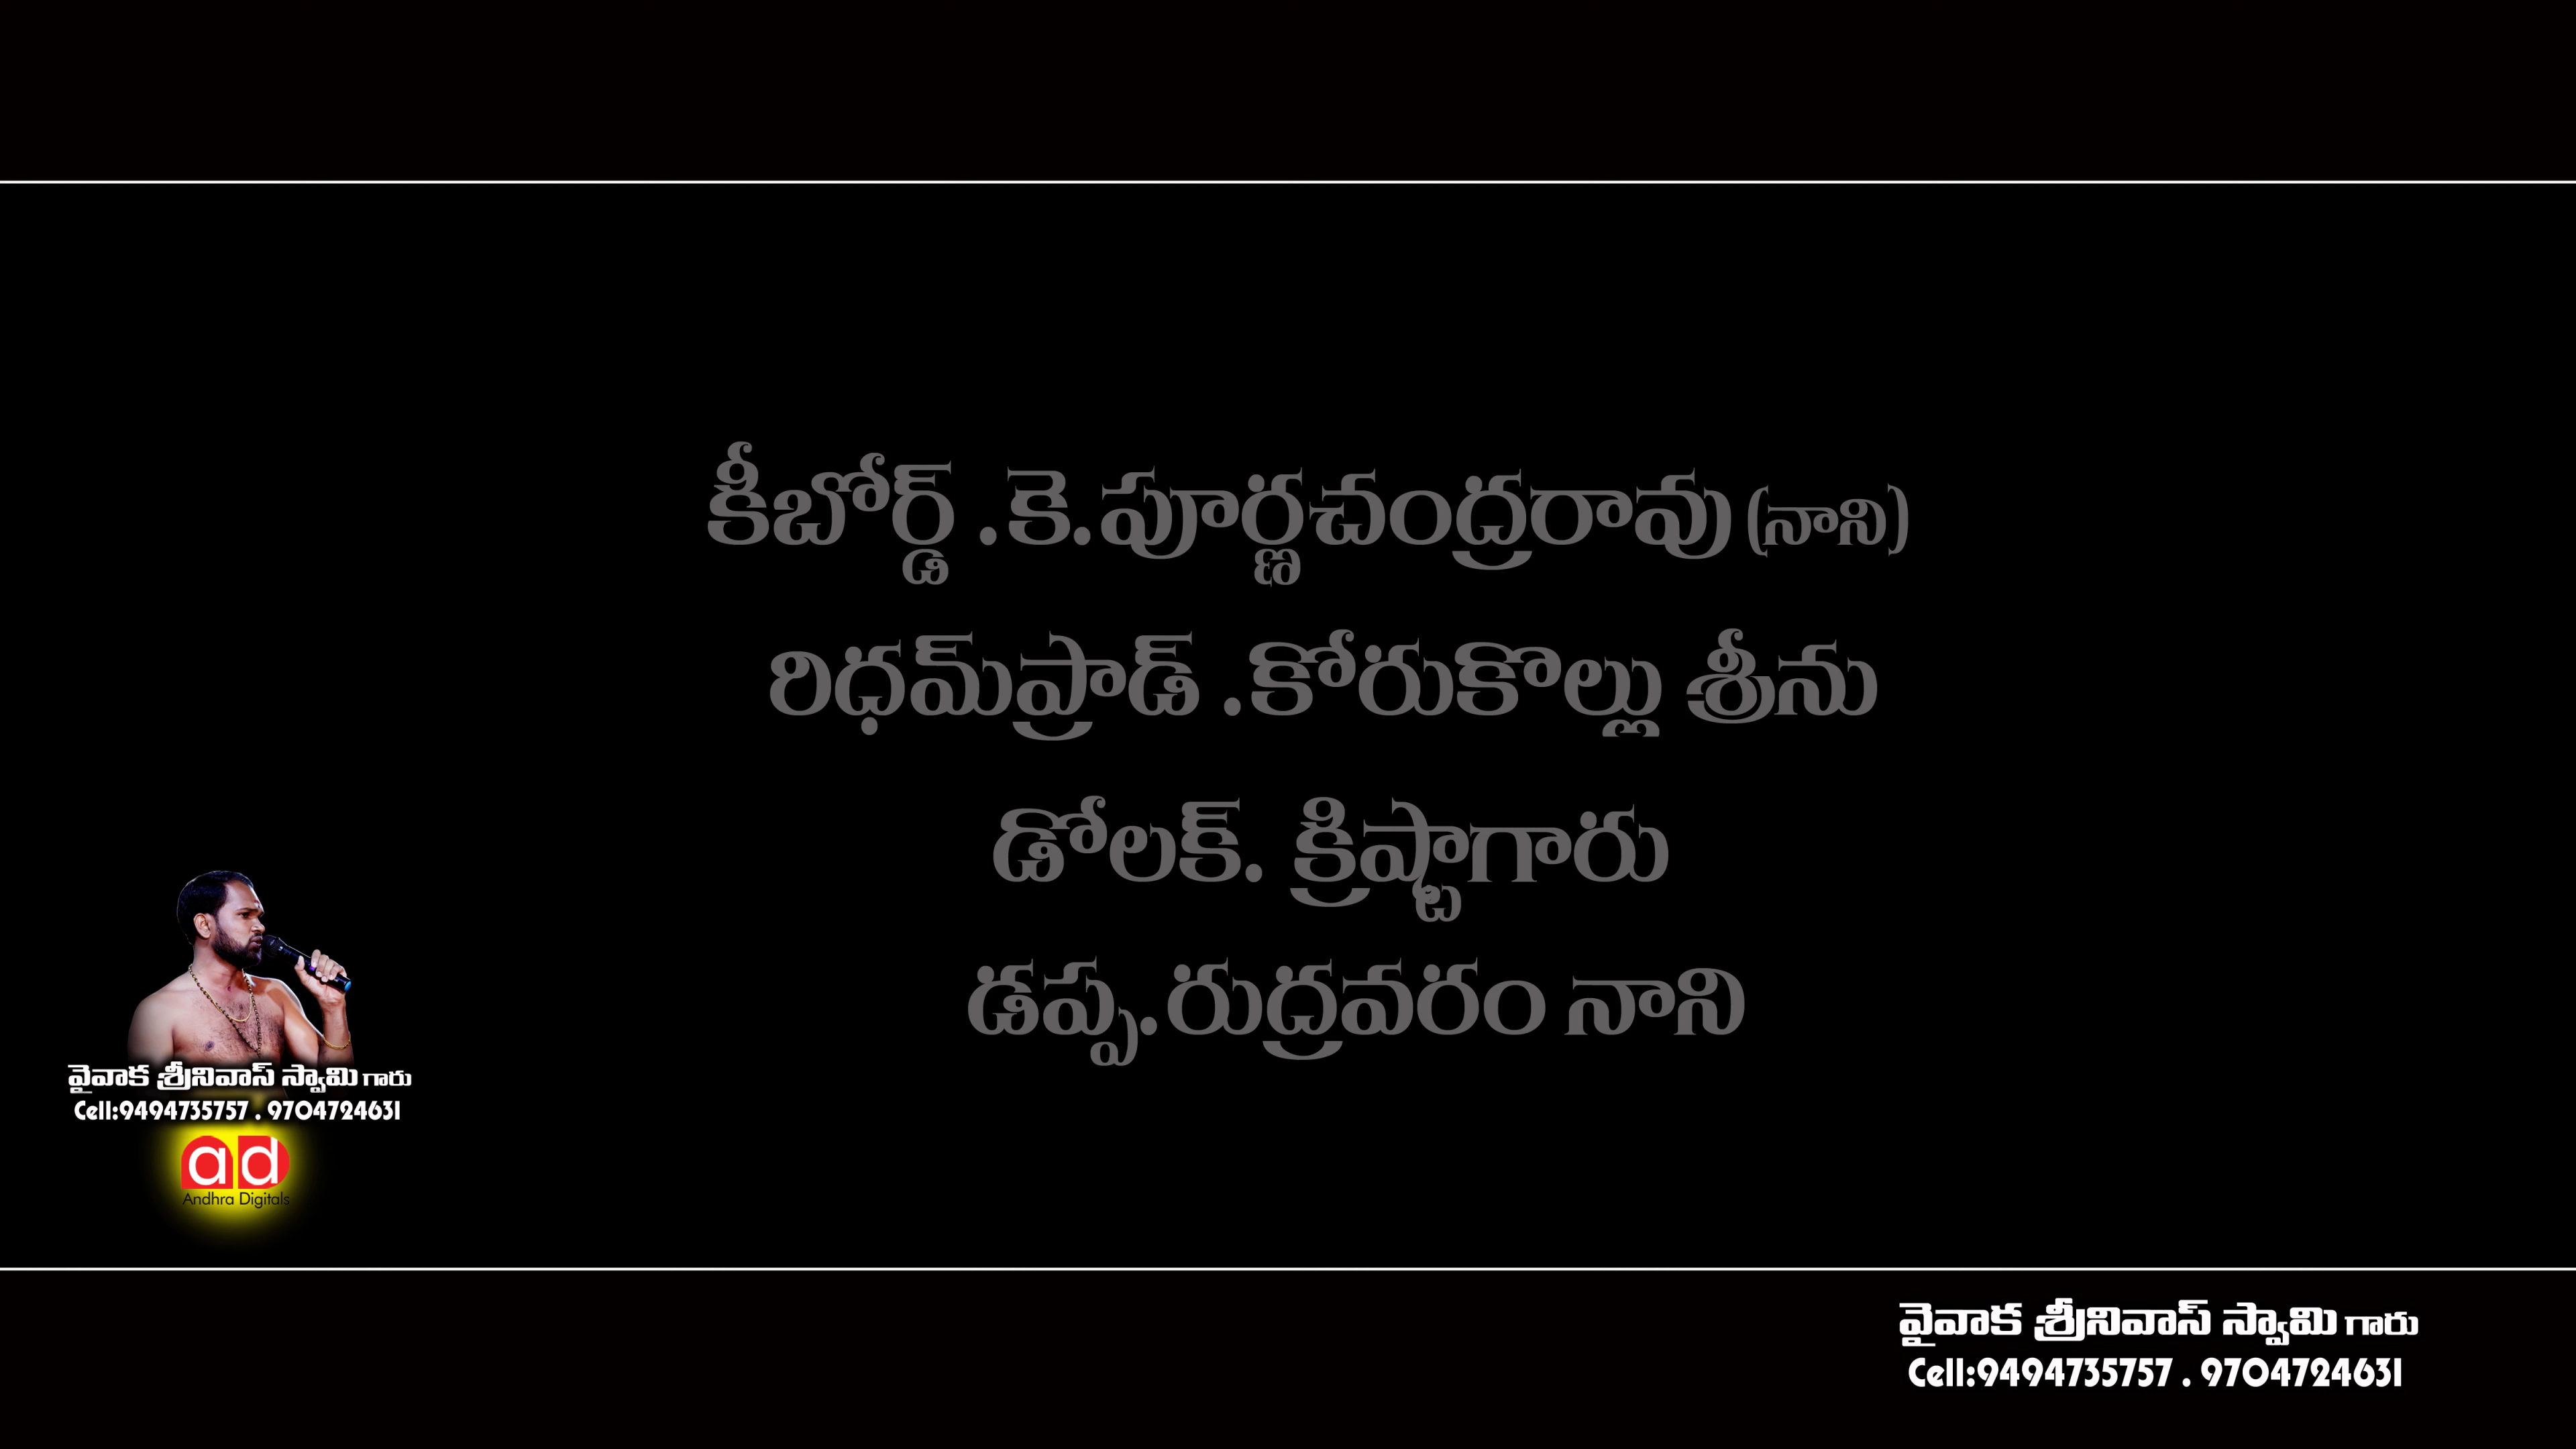 కీబోర్డ్ .కె.పూర్ణచంద్రరావు (నాని)
రిధమ్‌ప్రాడ్ .కోరుకొల్లు శ్రీను
డోలక్. క్రిష్టాగారు
డప్పు.రుద్రవరం నాని
వైవాక శ్రీనివాస్ స్వామి గారు
Cell:9494735757 . 9704724631
ad
Andhra Digitals
వైవాక శ్రీనివాస్ స్వామి గారు
Cell:9494735757 . 9704724631